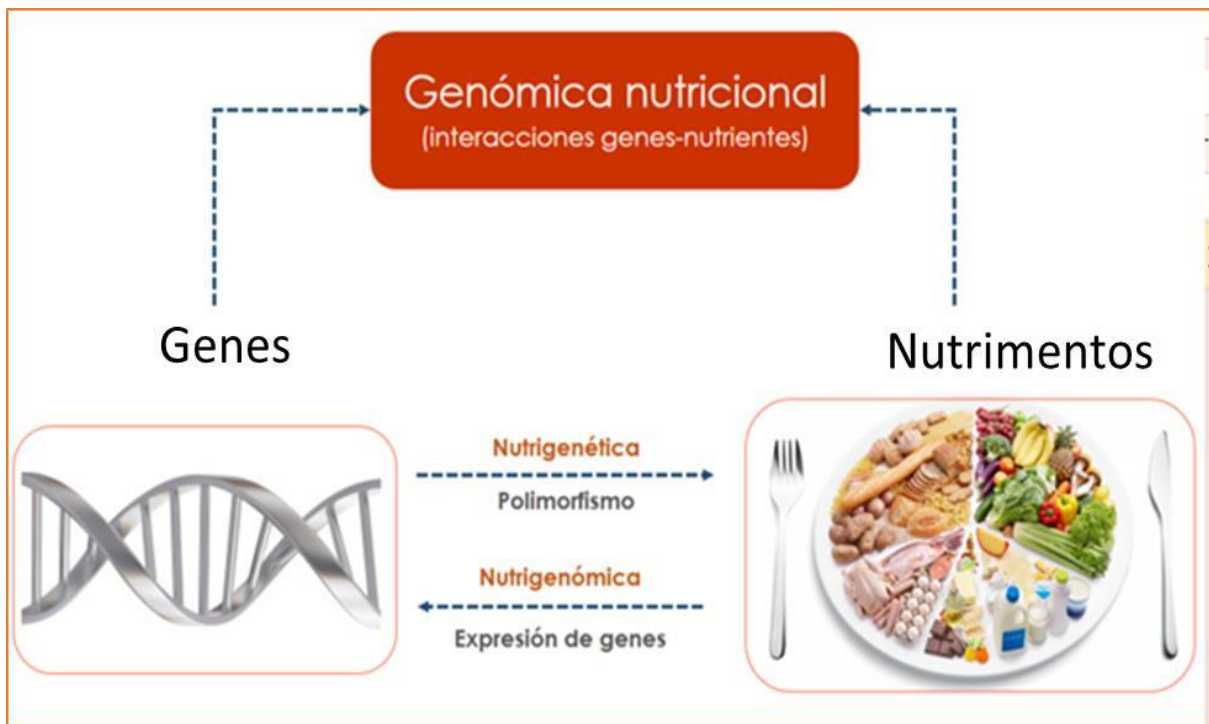 Genómica nutricional
(interacciones genes-nutrientes)
Genes
Nutrimentos
Nutrigenética
Polimorfismo
Nutrigenómica
Expresión de genes